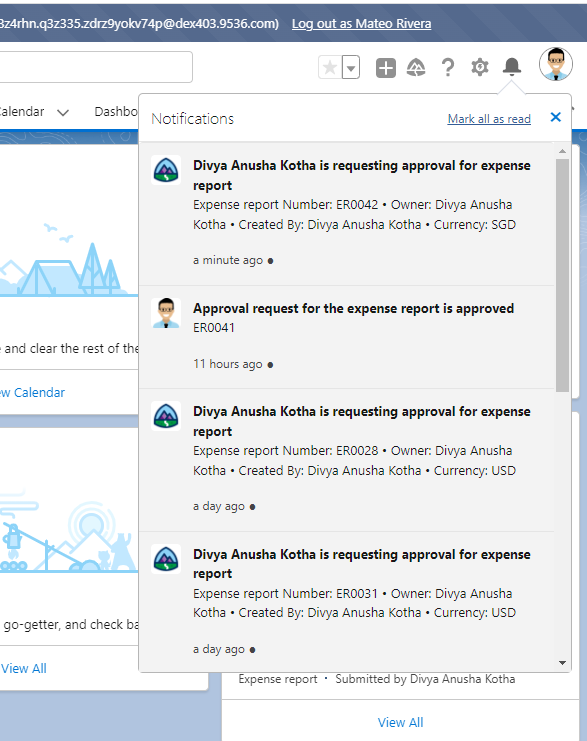 3z4rhn.q3z335.zdrz9yokv74p@dex403.9536.com) Log out as Mateo Rivera
Calendar Dashbo
Notifications Mark all as read
Divya Anusha Kotha is requesting approval for expense
report
Expense report Number: ER0042 • Owner: Divya Anusha
Kotha • Created By: Divya Anusha Kotha • Currency: SGD
a minute ago
Approval request for the expense report is approved
ER0041
11 hours ago
Divya Anusha Kotha is requesting approval for expense
report
Expense report Number: ER0028 • Owner: Divya Anusha
Kotha • Created By: Divya Anusha Kotha • Currency: USD
a day ago
Divya Anusha Kotha is requesting approval for expense
report
Expense report Number: ER0031 • Owner: Divya Anusha
Kotha • Created By: Divya Anusha Kotha • Currency: USD
a day ago
e and clear the rest of the
ew Calendar
go-getter, and check ba
View All
Expense report • Submitted by Divya Anusha Kotha
View All